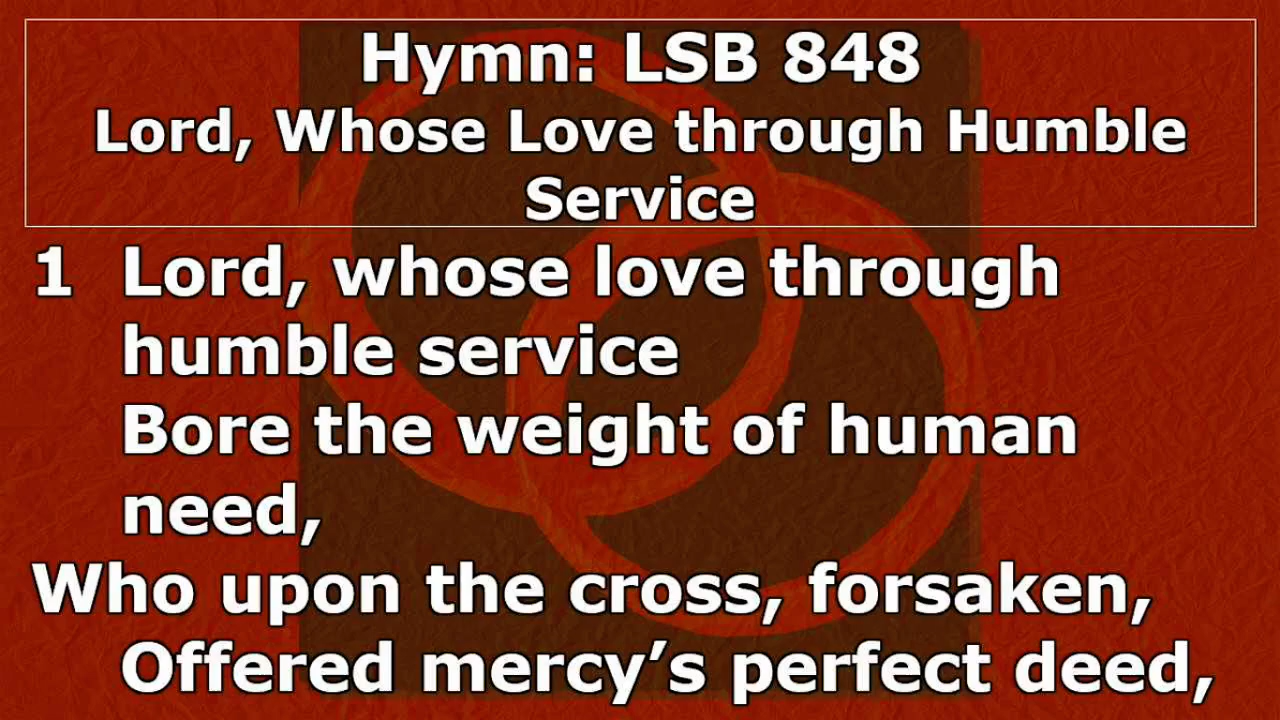 Hymn: LSB 848
Lord, Whose Love through Humble
Service
1 Lord, whose love through
humble service
Bore the weight of human
need,
Who upon the cross, forsaken,
Offered mercy’s perfect deed,